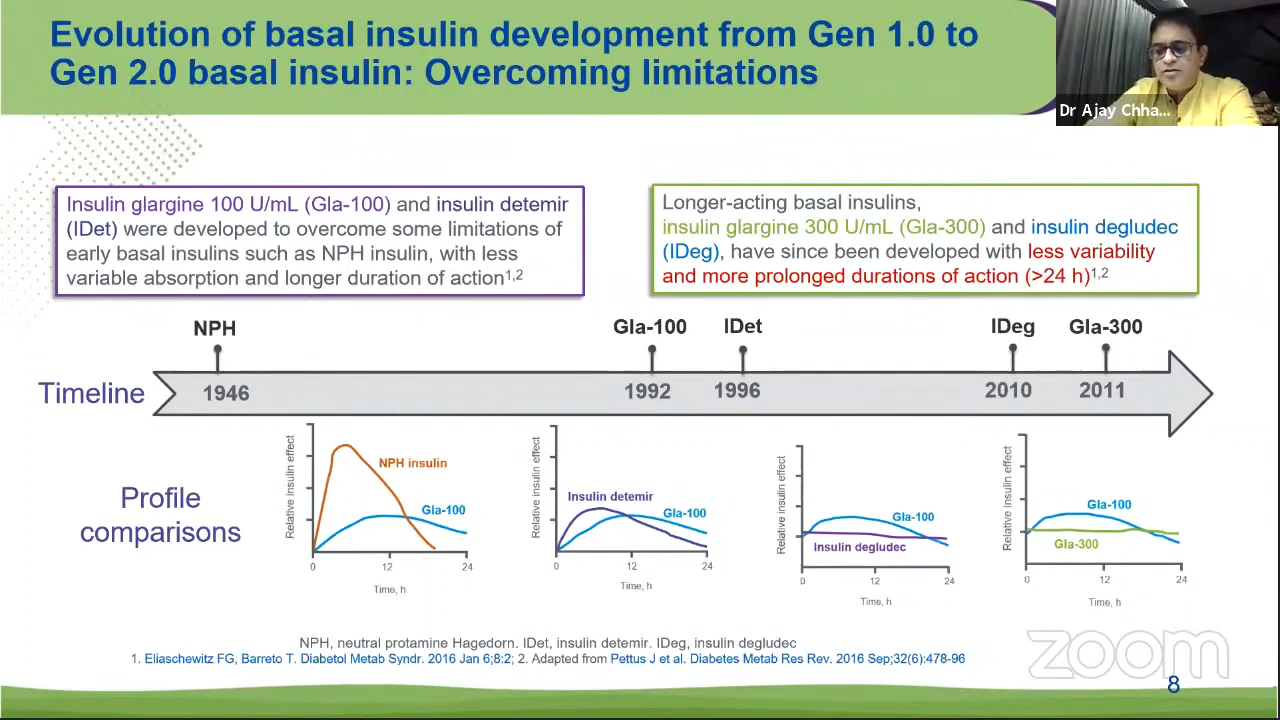 Evolution of basal insulin development from Gen 1.0 to
Gen 2.0 basal insulin: Overcoming limitations
Dr Ajay Chha...
Insulin glargine 100 U/mL (Gla-100) and insulin detemir
(IDet) were developed to overcome some limitations of
early basal insulins such as NPH insulin, with less
variable absorption and longer duration of action1,2
Longer-acting basal insulins,
insulin glargine 300 U/mL (Gla-300) and insulin degludec
(IDeg), have since been developed with less variability
and more prolonged durations of action (>24 h)1,2
NPH
Gla-100
IDet
IDeg
Gla-300
Timeline
1946
1992
1996
2010
2011
Profile
comparisons
Relative insulin effect
NPH insulin
Gla-100
0
12
24
Time, h
Relative insulin effect
Insulin detemir
Gla-100
0
12
24
Time, h
Relative insulin effect
Gla-100
Insulin degludec
0
12
24
Time, h
Relative insulin effect
Gla-100
Gla-300
0
12
24
Time, h
NPH, neutral protamine Hagedorn. IDet, insulin detemir. IDeg, insulin degludec
1. Eliaschewitz FG, Barreto T. Diabetol Metab Syndr. 2016 Jan 6;8:2; 2. Adapted from Pettus J et al. Diabetes Metab Res Rev. 2016 Sep;32(6):478-96
zoom
8